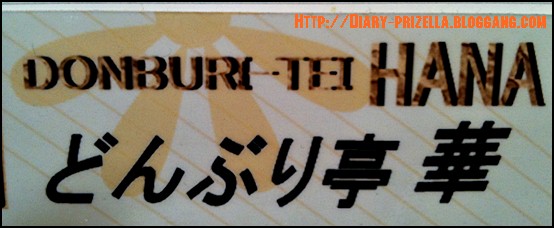 Http://Diary-prizella.bloggang.com
DONBURI-TEI HANA
どんぶり亭 華